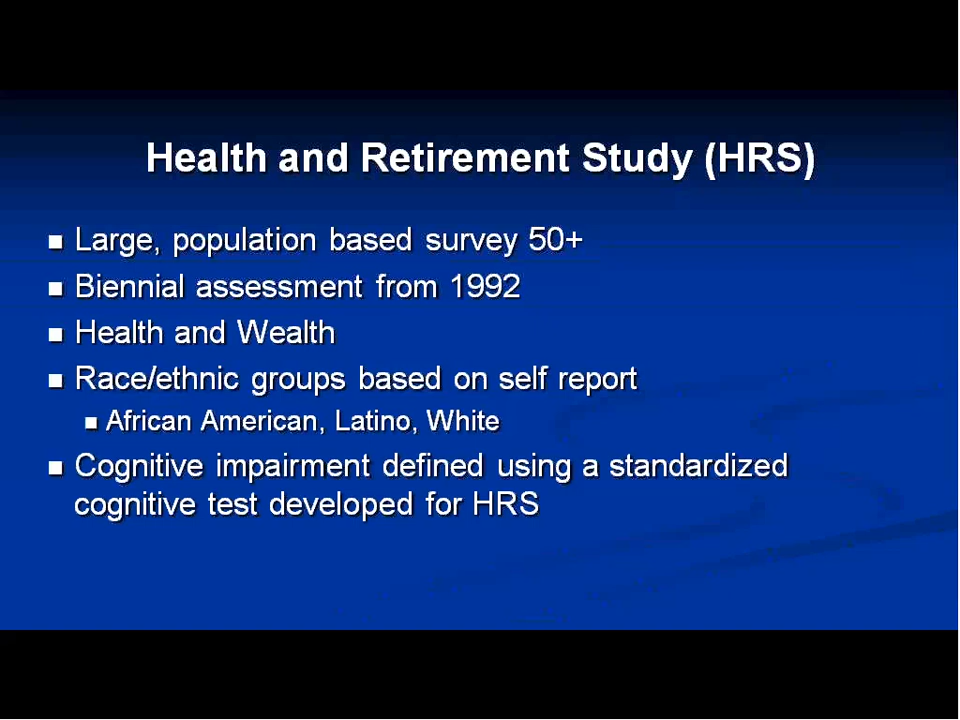 Health and Retirement Study (HRS)
Large, population based survey 50+
Biennial assessment from 1992
Health and Wealth
Race/ethnic groups based on self report
African American, Latino, White
Cognitive impairment defined using a standardized
cognitive test developed for HRS